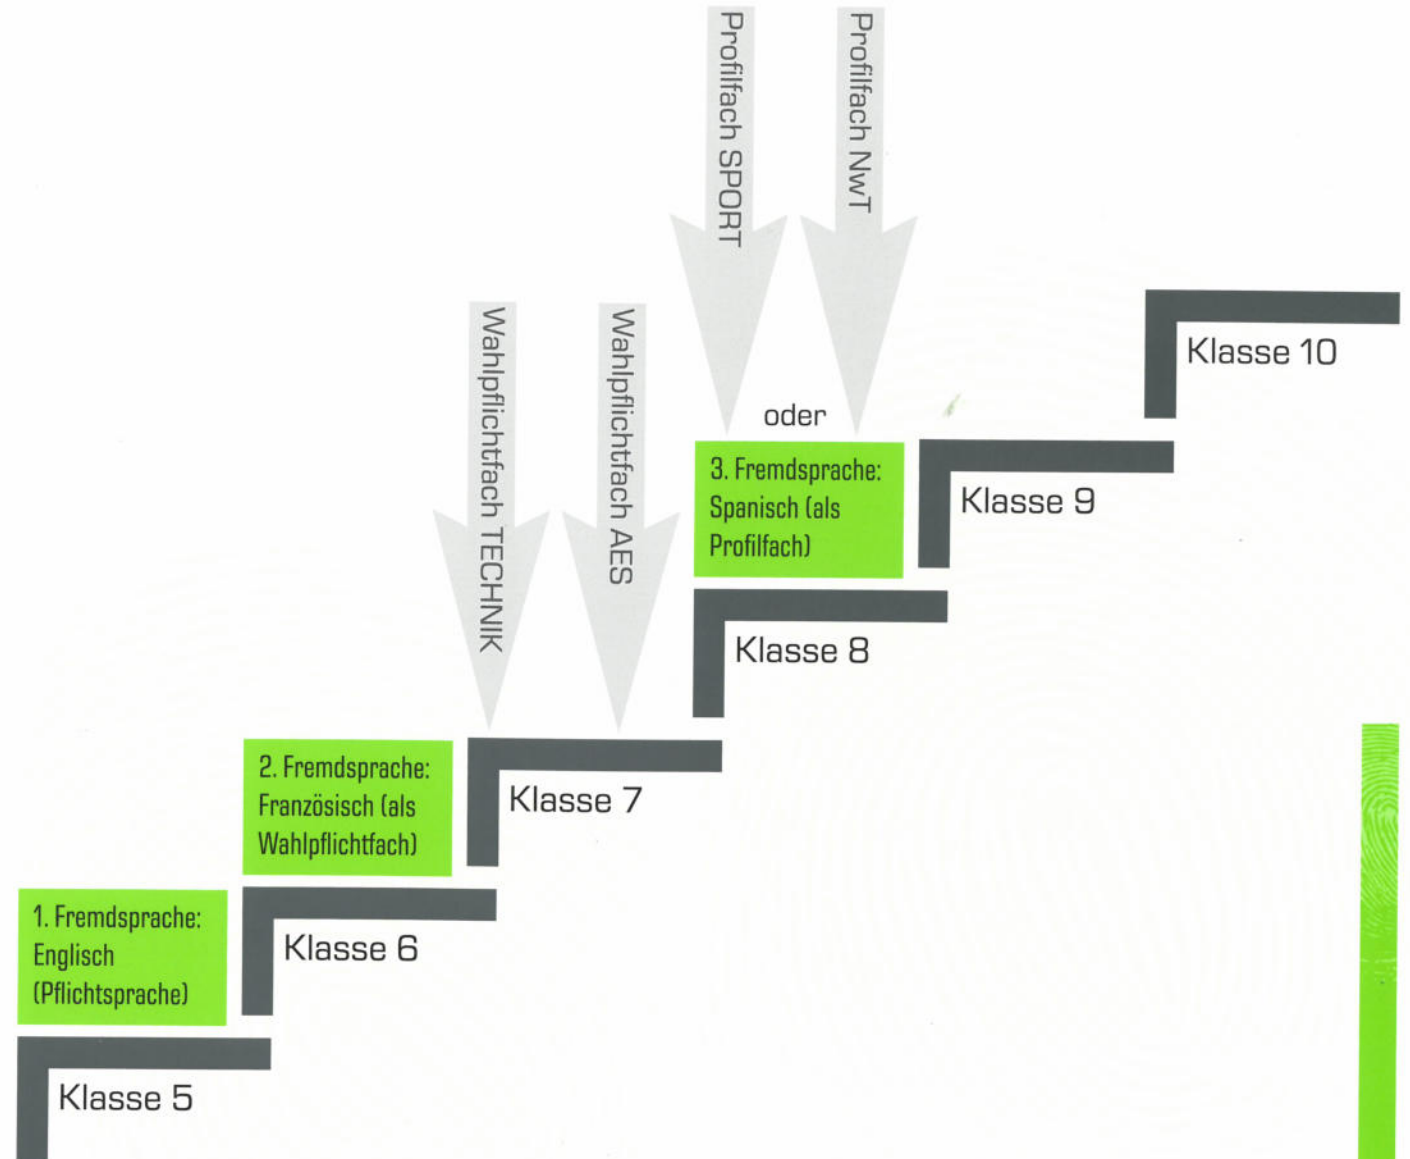 Profilfach SPORT
Profilfach NwT
Wahlpflichtfach TECHNIK
Wahlpflichtfach AES
Klasse 10
oder
3. Fremdsprache:
Spanisch (als
Profilfach)
Klasse 9
Klasse 8
2. Fremdsprache:
Französisch (als
Wahlpflichtfach)
Klasse 7
1. Fremdsprache:
Englisch
(Pflichtsprache)
Klasse 6
Klasse 5